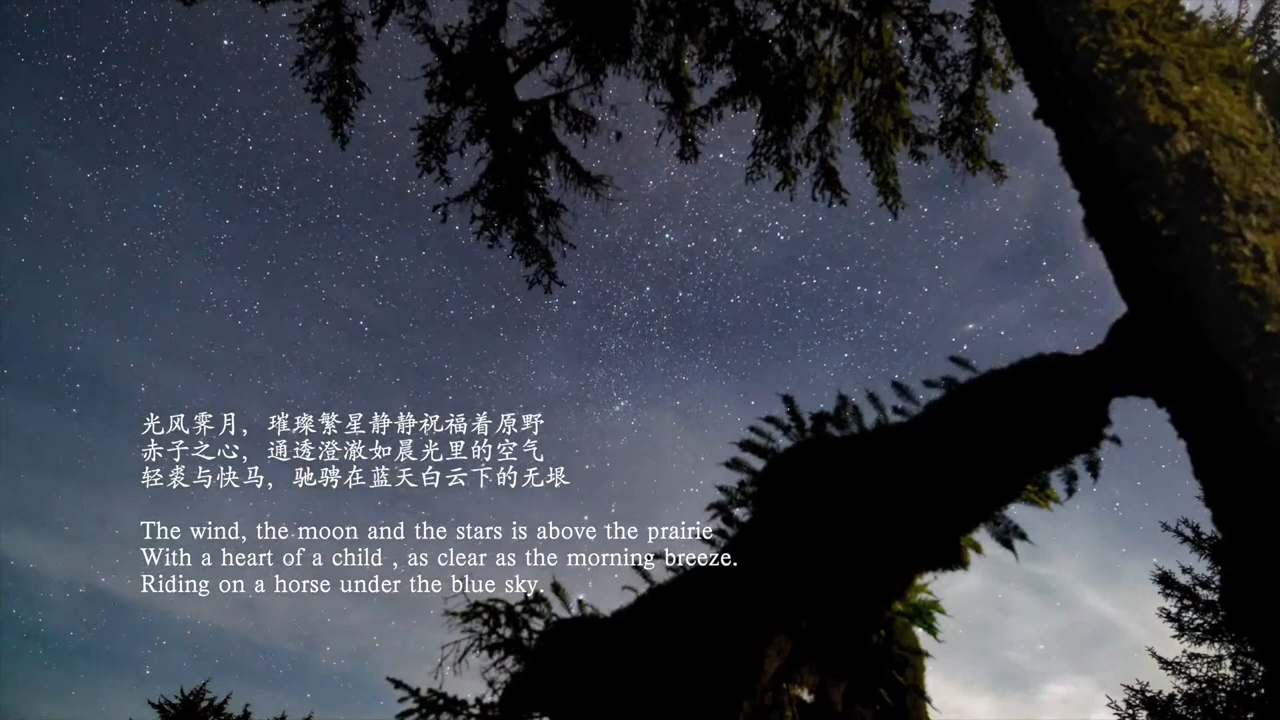 光风霁月，璀璨繁星静静祝福着原野
赤子之心，通透澄澈如晨光里的空气
轻裘与快马，驰骋在蓝天白云下的无垠
The wind, the moon and the stars is above the prairie
With a heart of a child , as clear as the morning breeze.
Riding on a horse under the blue sky.